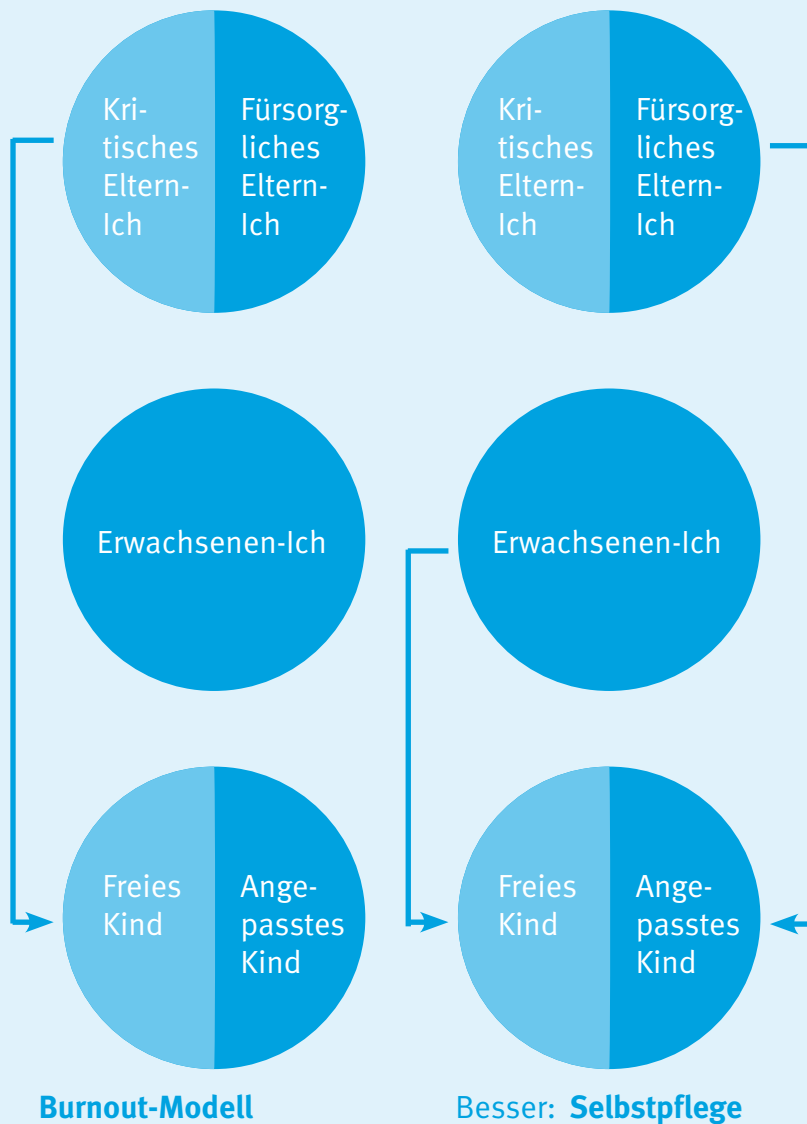 Kri-
tisches
Eltern-
Ich
Fürsorg-
liches
Eltern-
Ich
Kri-
tisches
Eltern-
Ich
Fürsorg-
liches
Eltern-
Ich
Erwachsenen-Ich
Erwachsenen-Ich
Freies
Kind
Ange-
passtes
Kind
Freies
Kind
Ange-
passtes
Kind
Burnout-Modell
Besser: Selbstpflege